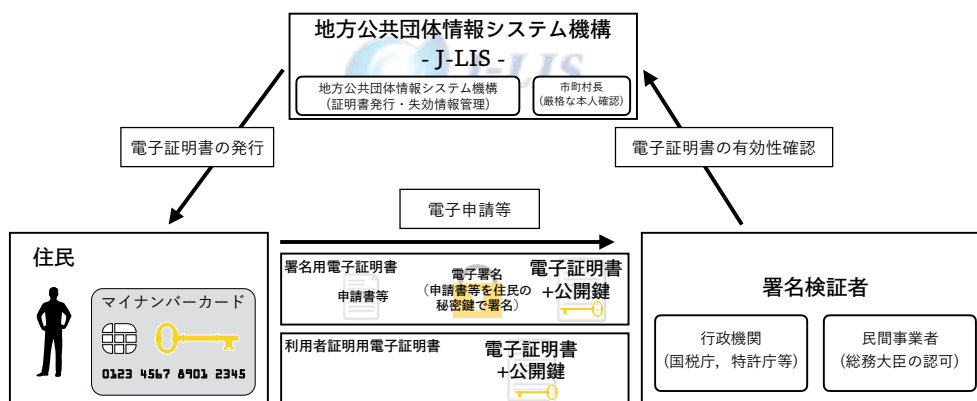 地方公共団体情報システム機構
- J-LIS -
J-LIS
地方公共団体情報システム機構
(証明書発行・失効情報管理)
市町村長
(厳格な本人確認)
電子証明書の発行
電子証明書の有効性確認
電子申請等
住民
マイナンバーカード
0123 4567 8901 2345
署名用電子証明書
申請書等
電子署名
(申請書等を住民の
秘密鍵で署名)
電子証明書
+公開鍵
利用者証明用電子証明書
電子証明書
+公開鍵
署名検証者
行政機関
(国税庁，特許庁等)
民間事業者
(総務大臣の認可)